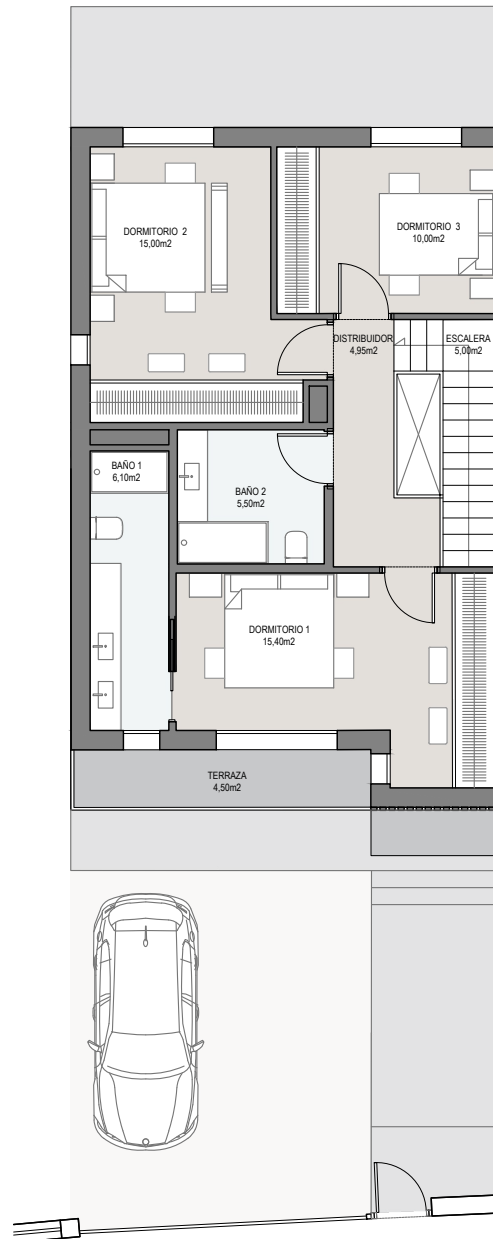 DORMITORIO 2
15,00m2
DORMITORIO 3
10,00m2
DISTRIBUIDOR
4,95m2
ESCALERA
5,00m2
BAÑO 1
6,10m2
BAÑO 2
5,50m2
DORMITORIO 1
15,40m2
TERRAZA
4,50m2